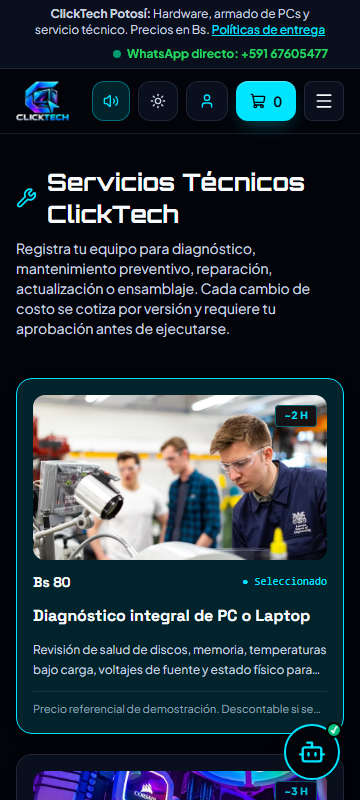 ClickTech Potosí: Hardware, armado de PCs y
servicio técnico. Precios en Bs. Políticas de entrega
WhatsApp directo: +591 67605477
CLICKTECH
0
Servicios Técnicos
ClickTech
Registra tu equipo para diagnóstico,
mantenimiento preventivo, reparación,
actualización o ensamblaje. Cada cambio de
costo se cotiza por versión y requiere tu
aprobación antes de ejecutarse.
~2 H
Bs 80
Seleccionado
Diagnóstico integral de PC o Laptop
Revisión de salud de discos, memoria, temperaturas
bajo carga, voltajes de fuente y estado físico para...
Precio referencial de demostración. Descontable si se...
CORSAIR
~3 H